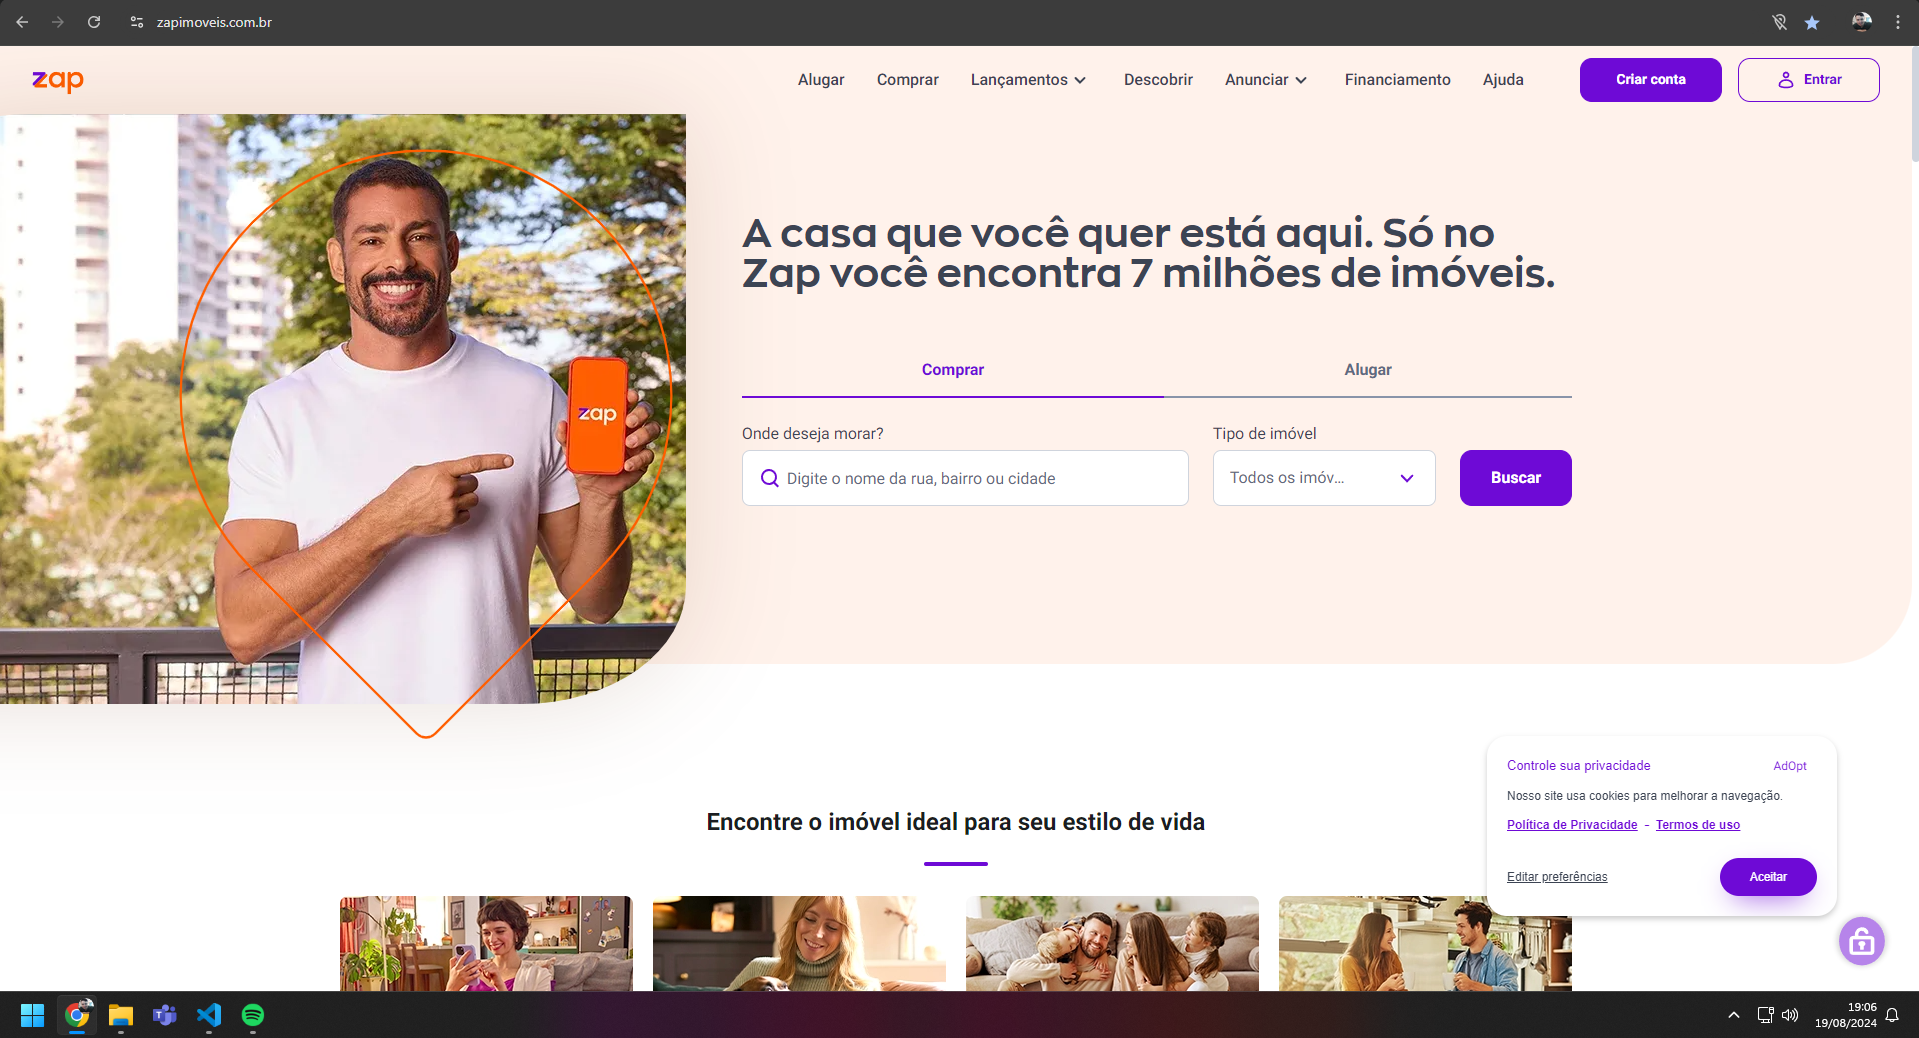 zapimoveis.com.br
zap
Alugar Comprar Lançamentos Descobrir Anunciar Financiamento Ajuda Criar conta Entrar
A casa que você quer está aqui. Só no
Zap você encontra 7 milhões de imóveis.
zap
Comprar Alugar
Onde deseja morar? Tipo de imóvel
Digite o nome da rua, bairro ou cidade Todos os imóv... Buscar
Controle sua privacidade AdOpt
Nosso site usa cookies para melhorar a navegação.
Política de Privacidade - Termos de uso
Editar preferências Aceitar
Encontre o imóvel ideal para seu estilo de vida
19:06
19/08/2024